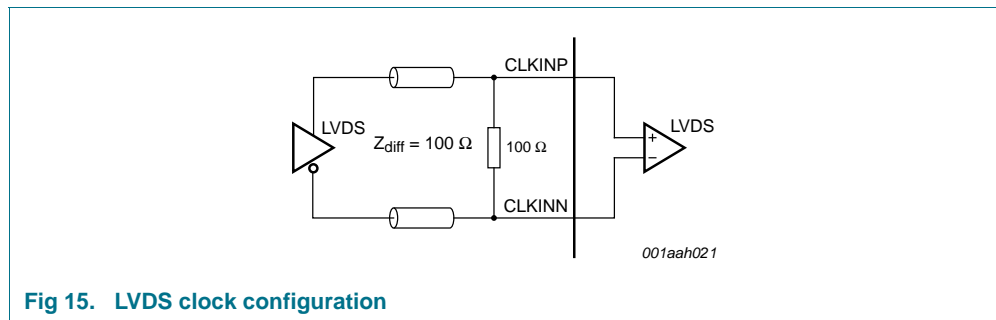 CLKINP
LVDS
LVDS
+
Zdiff = 100 Ω
100 Ω
−
CLKINN
001aah021
Fig 15. LVDS clock configuration